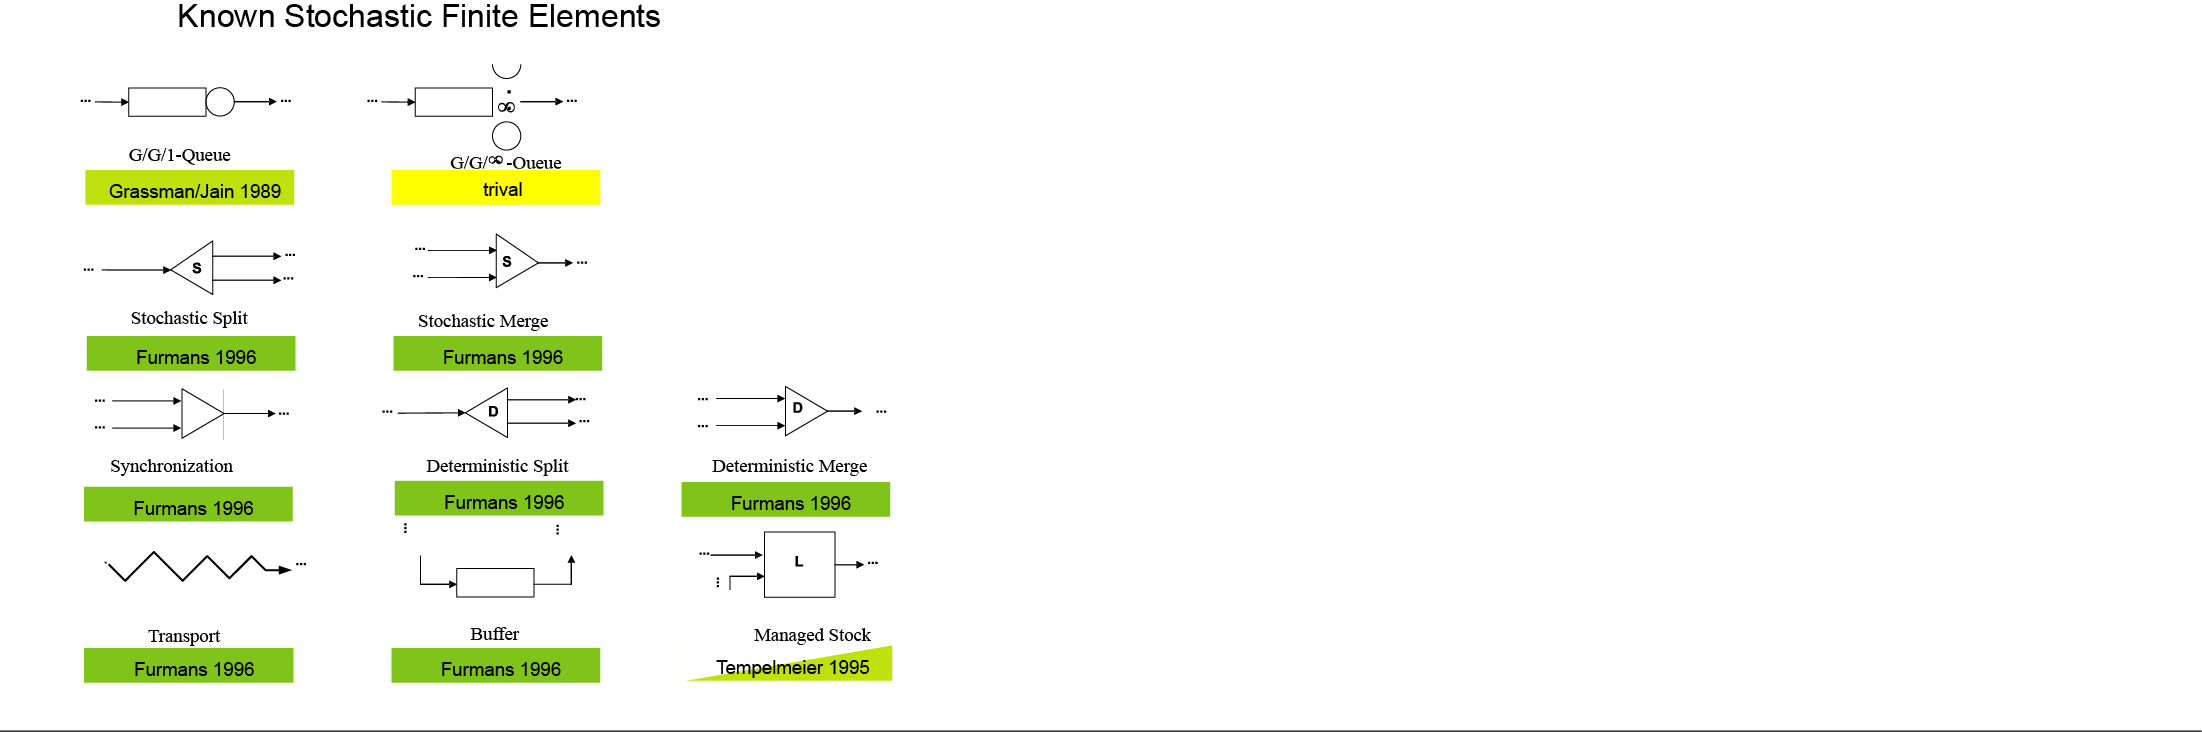 Known Stochastic Finite Elements
... ... ... ∞ ...
G/G/1-Queue G/G/∞-Queue
Grassman/Jain 1989 trival
... S ... ... ... ... S ...
Stochastic Split Stochastic Merge
Furmans 1996 Furmans 1996
... ... ... ... D ... ... ... ... D ...
Synchronization Deterministic Split Deterministic Merge
Furmans 1996 Furmans 1996 Furmans 1996
... ... ... ... ... L ...
Transport Buffer Managed Stock
Furmans 1996 Furmans 1996 Tempelmeier 1995